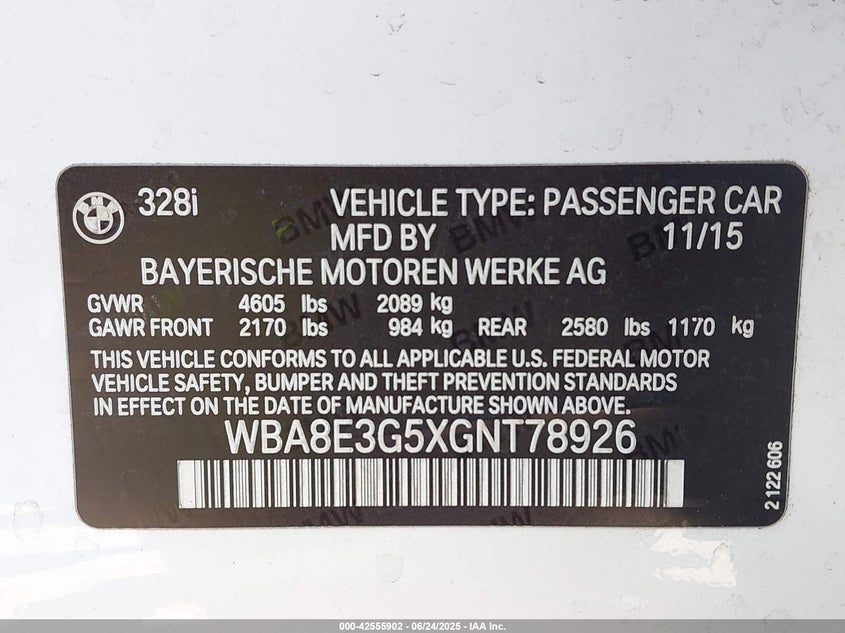 328i VEHICLE TYPE: PASSENGER CAR
MFD BY 11/15
BAYERISCHE MOTOREN WERKE AG
GVWR 4605 lbs 2089 kg
GAWR FRONT 2170 lbs 984 kg REAR 2580 lbs 1170 kg
THIS VEHICLE CONFORMS TO ALL APPLICABLE U.S. FEDERAL MOTOR
VEHICLE SAFETY, BUMPER AND THEFT PREVENTION STANDARDS
IN EFFECT ON THE DATE OF MANUFACTURE SHOWN ABOVE.
WBA8E3G5XGNT78926
2 122 606
000-42555902 - 06/24/2025 - IAA Inc.